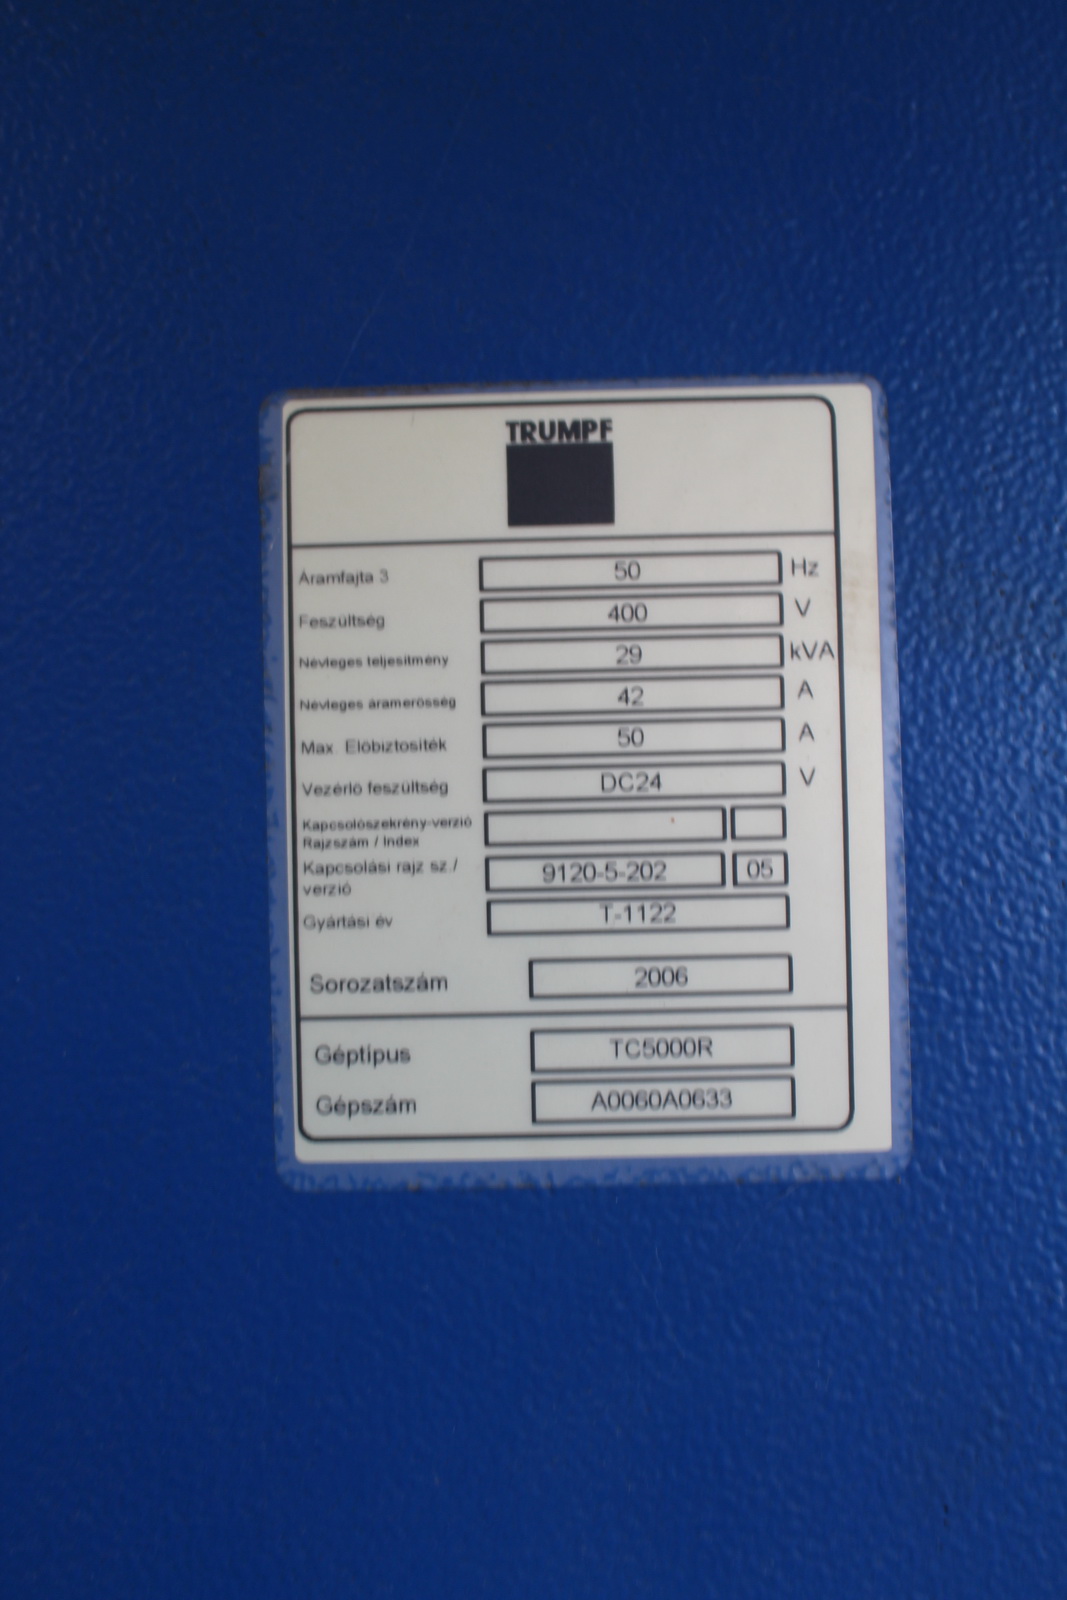 TRUMPF
Áramfajta 3 50 Hz
Feszültség 400 V
Névleges teljesítmény 29 kVA
Névleges áramerősség 42 A
Max. Előbiztosíték 50 A
Vezérlő feszültség DC24 V
Kapcsolószekrény-verzió
Rajzszám / Index
Kapcsolási rajz sz./ 9120-5-202 05
verzió
Gyártási év T-1122
Sorozatszám 2006
Géptípus TC5000R
Gépszám A0060A0633